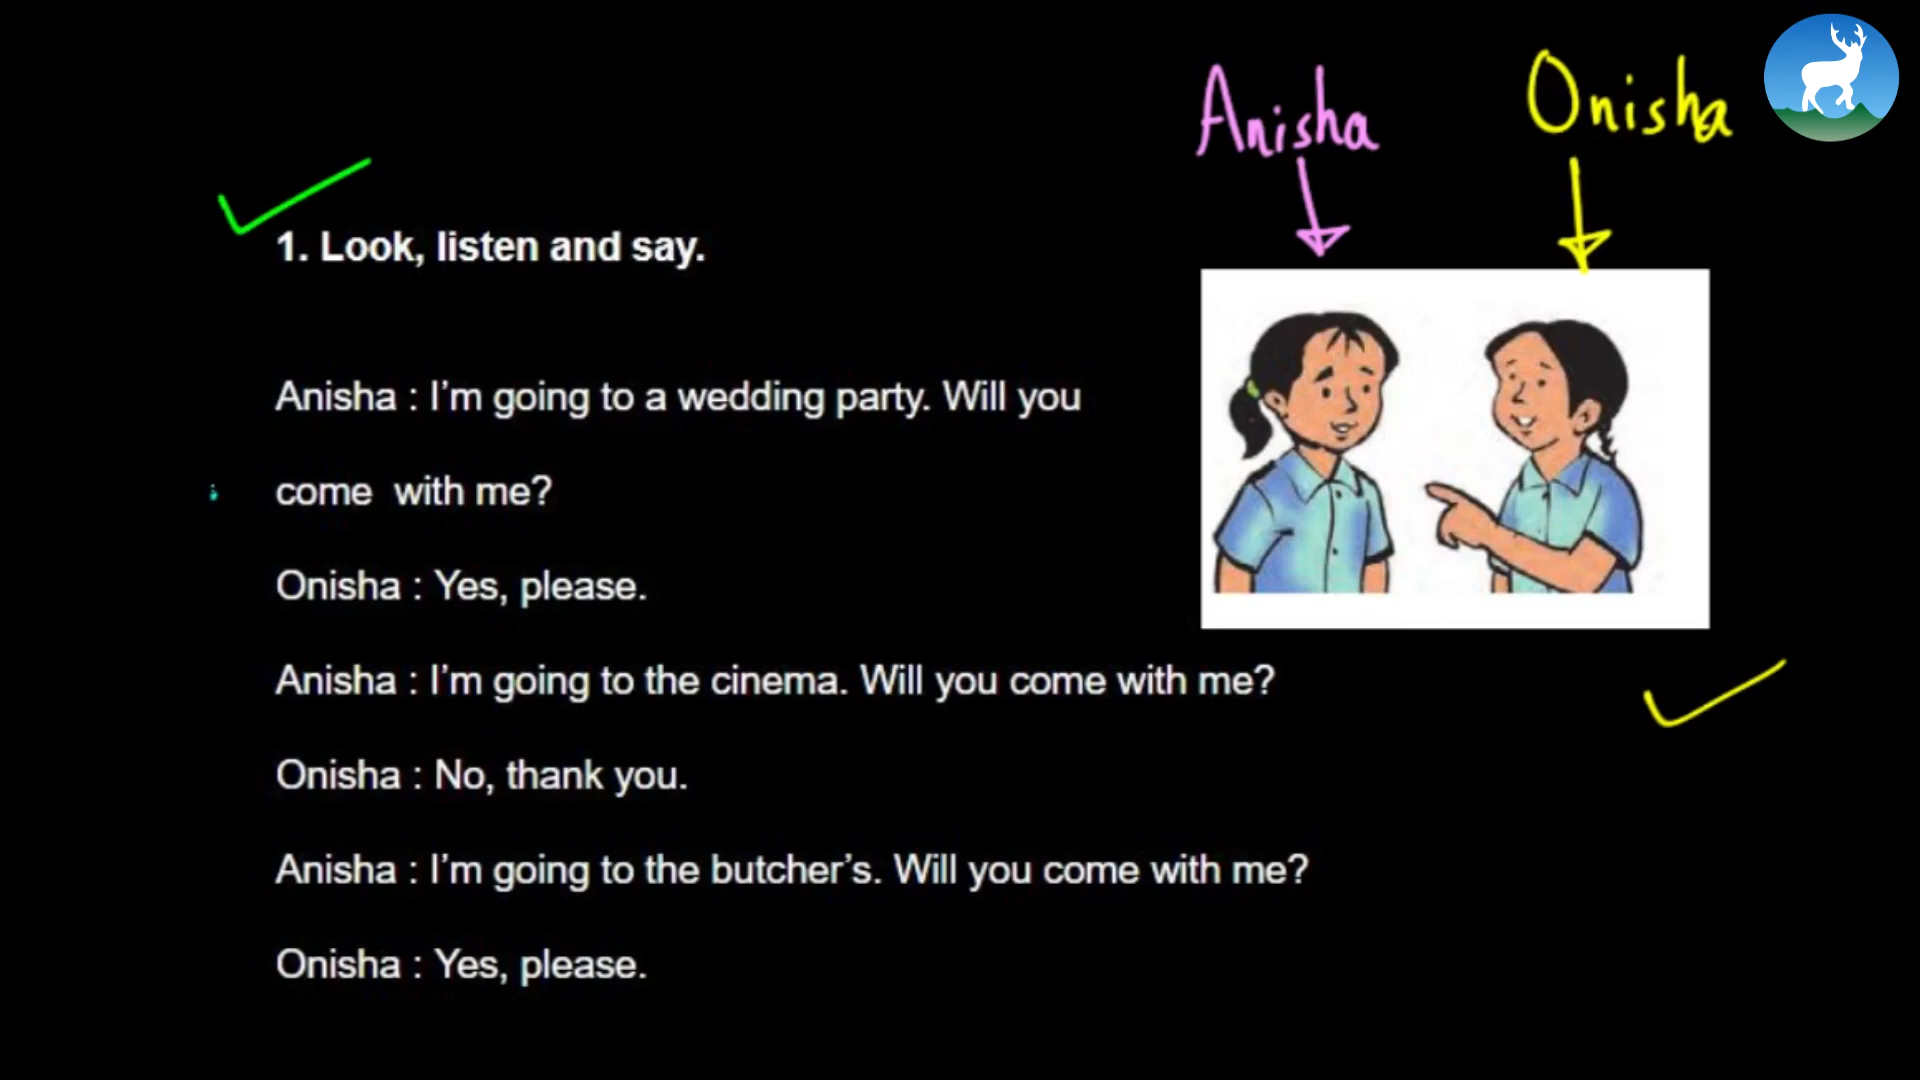 Anisha Onisha
1. Look, listen and say.
Anisha : I’m going to a wedding party. Will you
come with me?
Onisha : Yes, please.
Anisha : I’m going to the cinema. Will you come with me?
Onisha : No, thank you.
Anisha : I’m going to the butcher’s. Will you come with me?
Onisha : Yes, please.